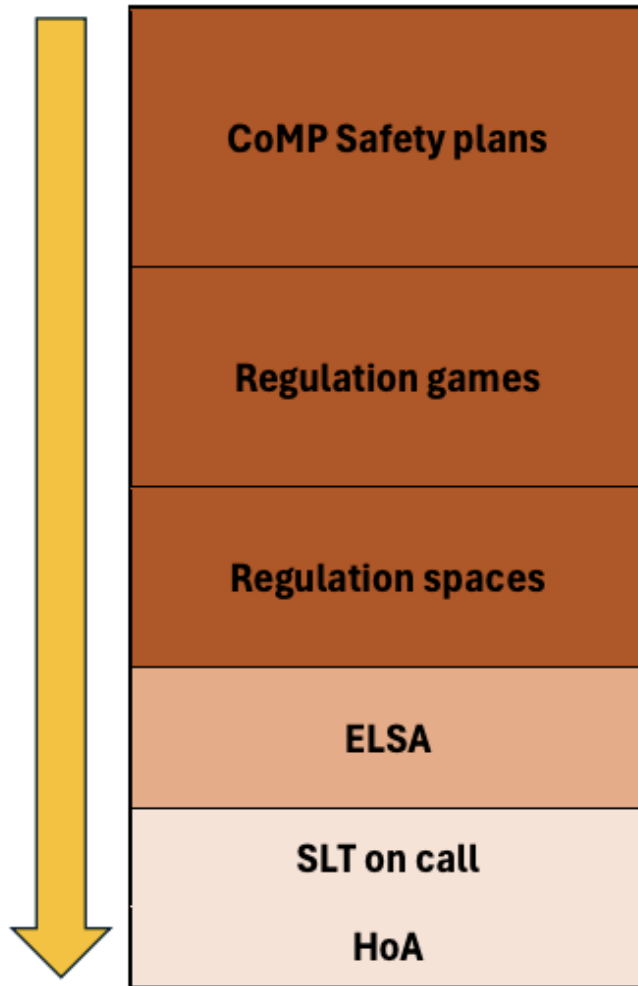 CoMP Safety plans
Regulation games
Regulation spaces
ELSA
SLT on call
HoA